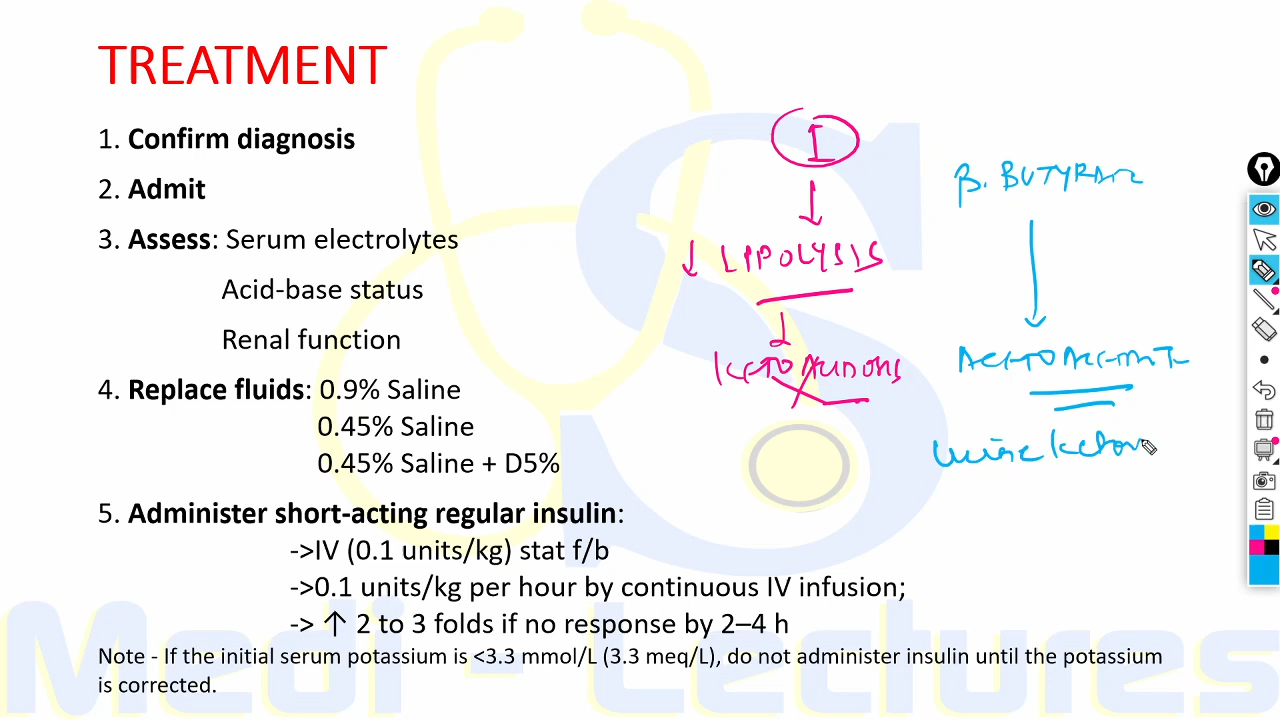 TREATMENT
1. Confirm diagnosis
2. Admit
3. Assess: Serum electrolytes
Acid-base status
Renal function
4. Replace fluids: 0.9% Saline
0.45% Saline
0.45% Saline + D5%
5. Administer short-acting regular insulin:
->IV (0.1 units/kg) stat f/b
->0.1 units/kg per hour by continuous IV infusion;
-> ↑ 2 to 3 folds if no response by 2–4 h
Note - If the initial serum potassium is <3.3 mmol/L (3.3 meq/L), do not administer insulin until the potassium
is corrected.
I
↓
↓ LIPOLYSIS
↓
β.
↓
Urine keton
Medi - Lectures